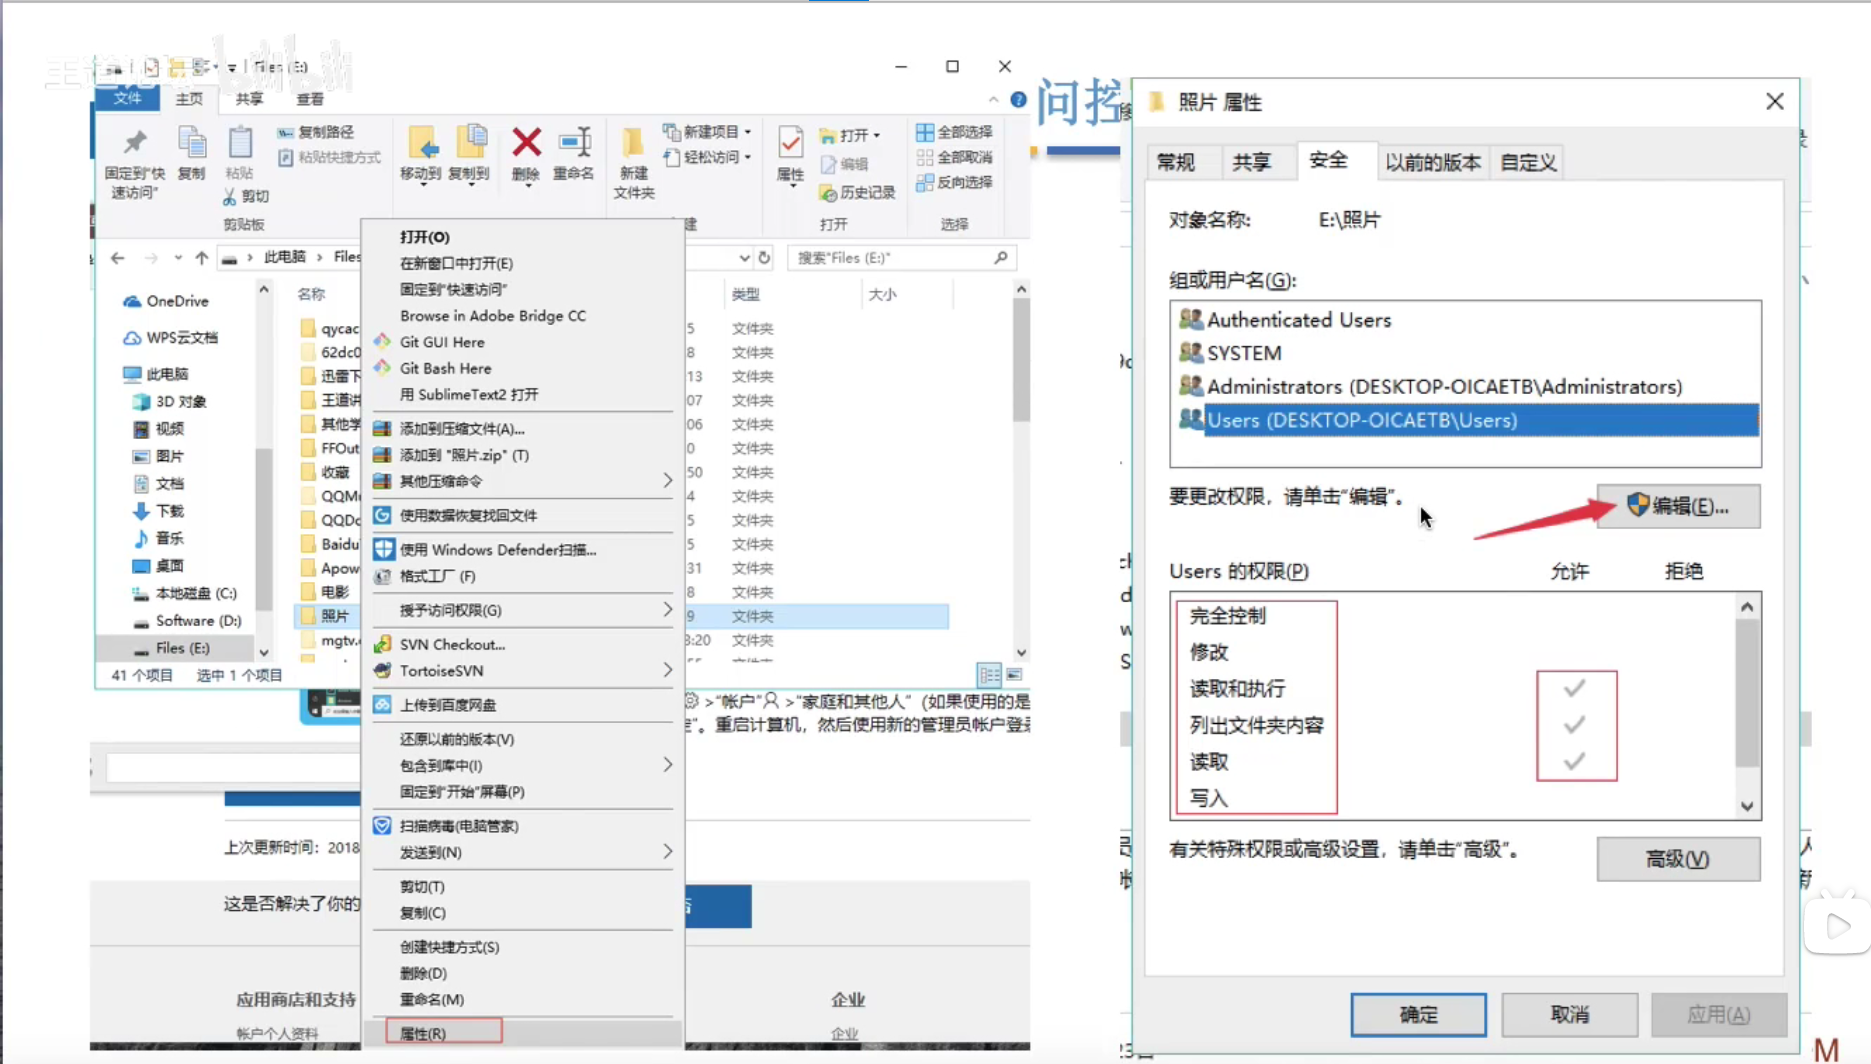 Files (E:)
文件 主页 共享 查看
固定到"快速访问"
复制
粘贴
复制路径
粘贴快捷方式
剪切
剪贴板
移动到
复制到
删除
重命名
新建文件夹
新建项目
轻松访问
建
属性
打开
编辑
历史记录
打开
全部选择
全部取消
反向选择
选择
此电脑 > Files
搜索"Files (E:)"
OneDrive
WPS云文档
此电脑
3D 对象
视频
图片
文档
下载
音乐
桌面
本地磁盘 (C:)
Software (D:)
Files (E:)
名称 类型 大小
qycac 5 文件夹
62dc0 8 文件夹
迅雷下 13 文件夹
王道讲 07 文件夹
其他学 06 文件夹
FFOut 0 文件夹
收藏 50 文件夹
QQM 4 文件夹
QQDo 5 文件夹
Baidu 5 文件夹
Apow 31 文件夹
电影 8 文件夹
照片 9 文件夹
mgtv. 3:20 文件夹
41 个项目 选中 1 个项目
打开(O)
在新窗口中打开(E)
固定到"快速访问"
Browse in Adobe Bridge CC
Git GUI Here
Git Bash Here
用 SublimeText2 打开
添加到压缩文件(A)...
添加到 "照片.zip" (T)
其他压缩命令
使用数据恢复找回文件
使用 Windows Defender扫描...
格式工厂 (F)
授予访问权限(G)
SVN Checkout...
TortoiseSVN
上传到百度网盘
还原以前的版本(V)
包含到库中(I)
固定到"开始"屏幕(P)
扫描病毒(电脑管家)
发送到(N)
剪切(T)
复制(C)
创建快捷方式(S)
删除(D)
重命名(M)
属性(R)
>"帐户" >"家庭和其他人" (如果使用的是
"。重启计算机，然后使用新的管理员帐户登录
上次更新时间：2018
这是否解决了你的
应用商店和支持
企业
帐户个人资料
企业
问控
照片 属性
常规 共享 安全 以前的版本 自定义
对象名称: E:\照片
组或用户名(G):
Authenticated Users
SYSTEM
Administrators (DESKTOP-OICAETB\Administrators)
Users (DESKTOP-OICAETB\Users)
要更改权限，请单击"编辑"。
编辑(E)...
Users 的权限(P) 允许 拒绝
完全控制
修改
读取和执行
列出文件夹内容
读取
写入
有关特殊权限或高级设置，请单击"高级"。
高级(V)
确定 取消 应用(A)
M